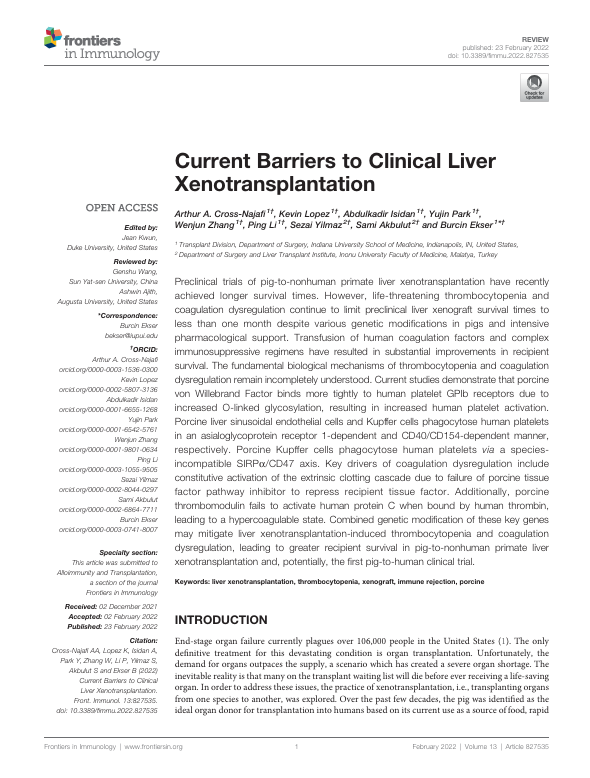 frontiers
in Immunology
REVIEW
published: 23 February 2022
doi: 10.3389/fimmu.2022.827535
Check for
updates
Current Barriers to Clinical Liver
Xenotransplantation
Arthur A. Cross-Najafi 1†, Kevin Lopez 1†, Abdulkadir Isidan 1†, Yujin Park 1†,
Wenjun Zhang 1†, Ping Li 1†, Sezai Yilmaz 2†, Sami Akbulut 2† and Burcin Ekser 1*†
1 Transplant Division, Department of Surgery, Indiana University School of Medicine, Indianapolis, IN, United States,
2 Department of Surgery and Liver Transplant Institute, Inonu University Faculty of Medicine, Malatya, Turkey
OPEN ACCESS
Edited by:
Jean Kwun,
Duke University, United States
Reviewed by:
Genshu Wang,
Sun Yat-sen University, China
Ashwin Ajith,
Augusta University, United States
*Correspondence:
Burcin Ekser
bekser@iupui.edu
†ORCID:
Arthur A. Cross-Najafi
orcid.org/0000-0003-1536-0300
Kevin Lopez
orcid.org/0000-0002-5807-3136
Abdulkadir Isidan
orcid.org/0000-0001-6655-1268
Yujin Park
orcid.org/0000-0001-6542-5761
Wenjun Zhang
orcid.org/0000-0001-9801-0634
Ping Li
orcid.org/0000-0003-1055-9505
Sezai Yilmaz
orcid.org/0000-0002-8044-0297
Sami Akbulut
orcid.org/0000-0002-6864-7711
Burcin Ekser
orcid.org/0000-0003-0741-8007
Specialty section:
This article was submitted to
Alloimmunity and Transplantation,
a section of the journal
Frontiers in Immunology
Received: 02 December 2021
Accepted: 02 February 2022
Published: 23 February 2022
Citation:
Cross-Najafi AA, Lopez K, Isidan A,
Park Y, Zhang W, Li P, Yilmaz S,
Akbulut S and Ekser B (2022)
Current Barriers to Clinical
Liver Xenotransplantation.
Front. Immunol. 13:827535.
doi: 10.3389/fimmu.2022.827535
Preclinical trials of pig-to-nonhuman primate liver xenotransplantation have recently
achieved longer survival times. However, life-threatening thrombocytopenia and
coagulation dysregulation continue to limit preclinical liver xenograft survival times to
less than one month despite various genetic modifications in pigs and intensive
pharmacological support. Transfusion of human coagulation factors and complex
immunosuppressive regimens have resulted in substantial improvements in recipient
survival. The fundamental biological mechanisms of thrombocytopenia and coagulation
dysregulation remain incompletely understood. Current studies demonstrate that porcine
von Willebrand Factor binds more tightly to human platelet GPIb receptors due to
increased O-linked glycosylation, resulting in increased human platelet activation.
Porcine liver sinusoidal endothelial cells and Kupffer cells phagocytose human platelets
in an asialoglycoprotein receptor 1-dependent and CD40/CD154-dependent manner,
respectively. Porcine Kupffer cells phagocytose human platelets via a species-
incompatible SIRPα/CD47 axis. Key drivers of coagulation dysregulation include
constitutive activation of the extrinsic clotting cascade due to failure of porcine tissue
factor pathway inhibitor to repress recipient tissue factor. Additionally, porcine
thrombomodulin fails to activate human protein C when bound by human thrombin,
leading to a hypercoagulable state. Combined genetic modification of these key genes
may mitigate liver xenotransplantation-induced thrombocytopenia and coagulation
dysregulation, leading to greater recipient survival in pig-to-nonhuman primate liver
xenotransplantation and, potentially, the first pig-to-human clinical trial.
Keywords: liver xenotransplantation, thrombocytopenia, xenograft, immune rejection, porcine
INTRODUCTION
End-stage organ failure currently plagues over 106,000 people in the United States (1). The only
definitive treatment for this devastating condition is organ transplantation. Unfortunately, the
demand for organs outpaces the supply, a scenario which has created a severe organ shortage. The
inevitable reality is that many on the transplant waiting list will die before ever receiving a life-saving
organ. In order to address these issues, the practice of xenotransplantation, i.e., transplanting organs
from one species to another, was explored. Over the past few decades, the pig was identified as the
ideal organ donor for transplantation into humans based on its current use as a source of food, rapid
Frontiers in Immunology | www.frontiersin.org
1
February 2022 | Volume 13 | Article 827535